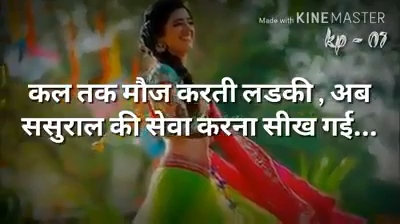 Made with KINEMASTER
kp - 07
कल तक मौज करती लडकी , अब
ससुराल की सेवा करना सीख गई...